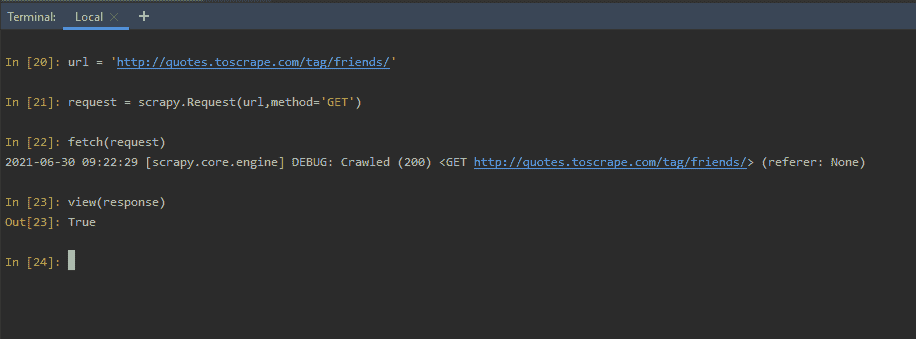 Terminal: Local × +
In [20]: url = 'http://quotes.toscrape.com/tag/friends/'
In [21]: request = scrapy.Request(url,method='GET')
In [22]: fetch(request)
2021-06-30 09:22:29 [scrapy.core.engine] DEBUG: Crawled (200) <GET http://quotes.toscrape.com/tag/friends/> (referer: None)
In [23]: view(response)
Out[23]: True
In [24]: